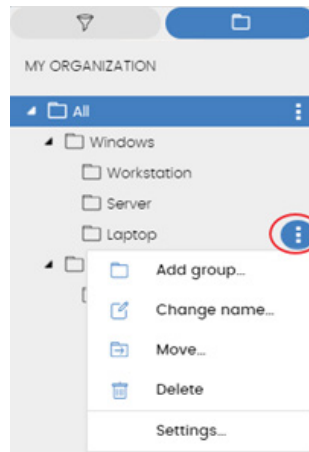 MY ORGANIZATION
All
Windows
Workstation
Server
Laptop
Add group...
Change name...
Move...
Delete
Settings...